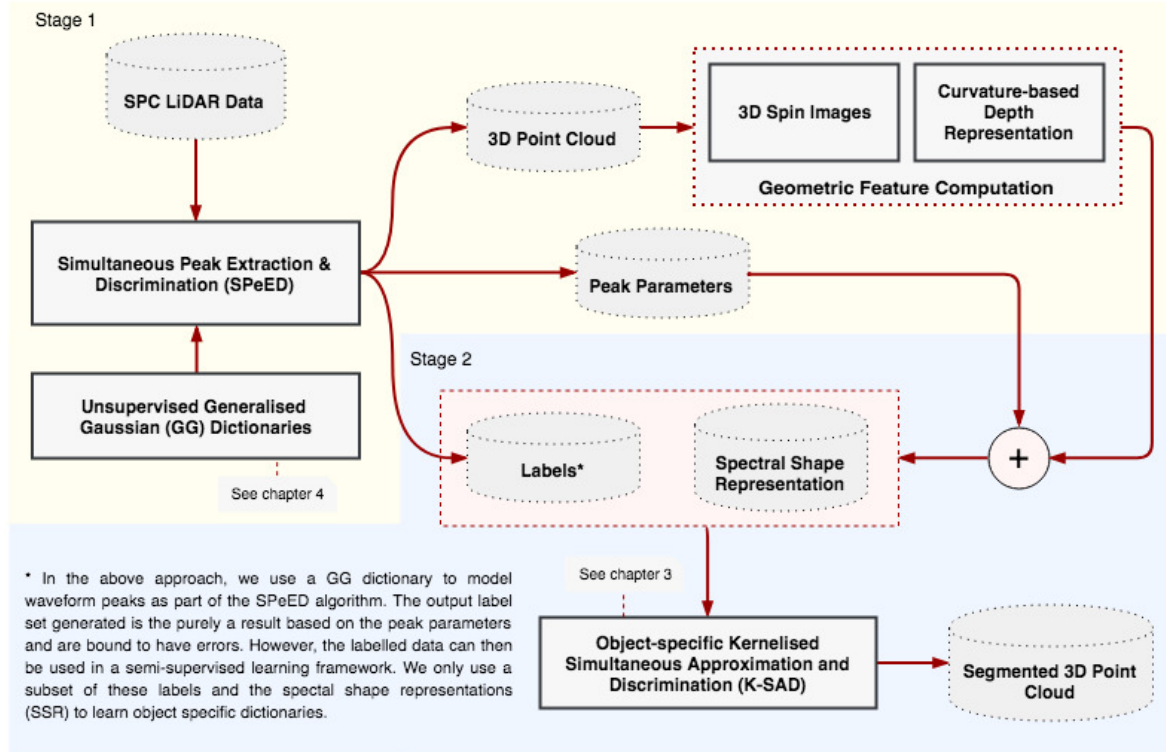 Stage 1
SPC LiDAR Data
3D Point Cloud
3D Spin Images
Curvature-based
Depth
Representation
Geometric Feature Computation
Simultaneous Peak Extraction &
Discrimination (SPeED)
Peak Parameters
Stage 2
Unsupervised Generalised
Gaussian (GG) Dictionaries
See chapter 4
Labels*
Spectral Shape
Representation
+
* In the above approach, we use a GG dictionary to model
waveform peaks as part of the SPeED algorithm. The output label
set generated is the purely a result based on the peak parameters
and are bound to have errors. However, the labelled data can then
be used in a semi-supervised learning framework. We only use a
subset of these labels and the spectal shape representations
(SSR) to learn object specific dictionaries.
See chapter 3
Object-specific Kernelised
Simultaneous Approximation and
Discrimination (K-SAD)
Segmented 3D Point
Cloud